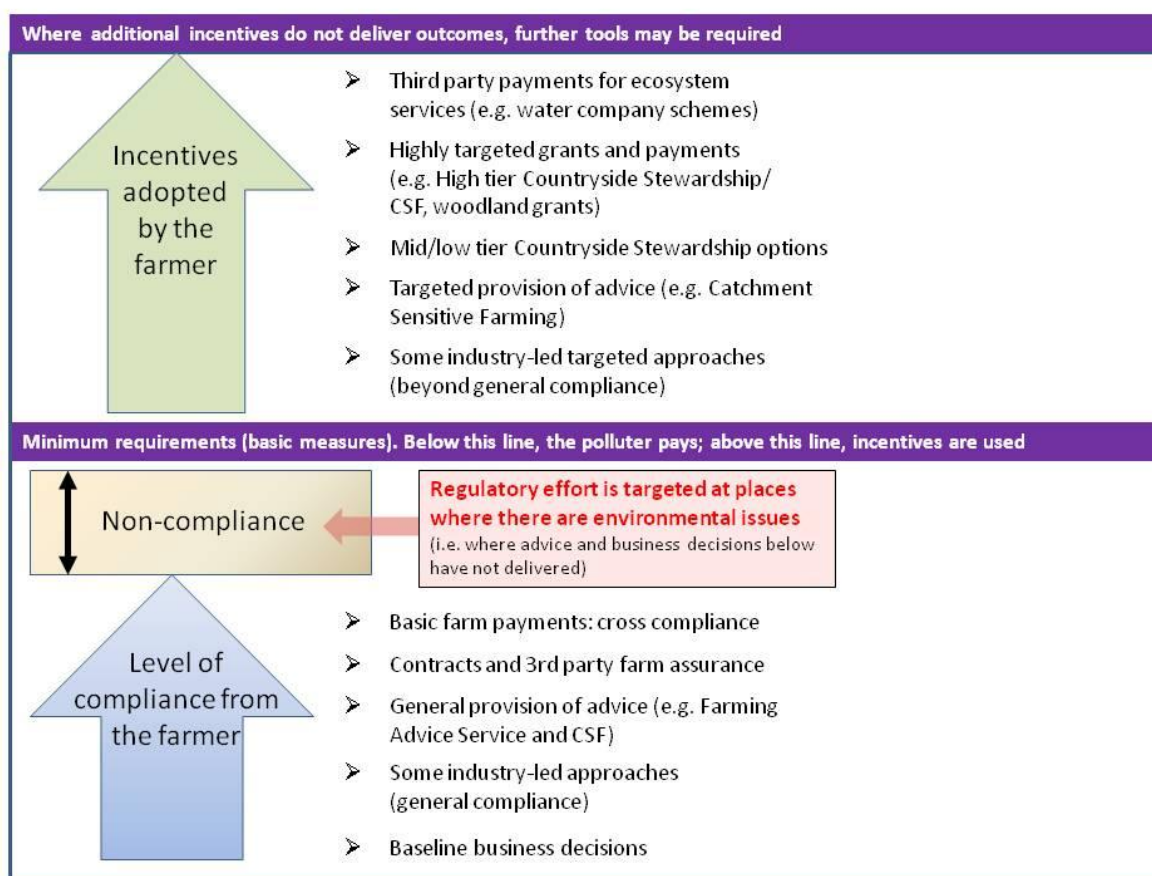 Where additional incentives do not deliver outcomes, further tools may be required
Incentives
adopted
by the
farmer
➢ Third party payments for ecosystem
services (e.g. water company schemes)
➢ Highly targeted grants and payments
(e.g. High tier Countryside Stewardship/
CSF, woodland grants)
➢ Mid/low tier Countryside Stewardship options
➢ Targeted provision of advice (e.g. Catchment
Sensitive Farming)
➢ Some industry-led targeted approaches
(beyond general compliance)
Minimum requirements (basic measures). Below this line, the polluter pays; above this line, incentives are used
Non-compliance
Regulatory effort is targeted at places
where there are environmental issues
(i.e. where advice and business decisions below
have not delivered)
Level of
compliance from
the farmer
➢ Basic farm payments: cross compliance
➢ Contracts and 3rd party farm assurance
➢ General provision of advice (e.g. Farming
Advice Service and CSF)
➢ Some industry-led approaches
(general compliance)
➢ Baseline business decisions